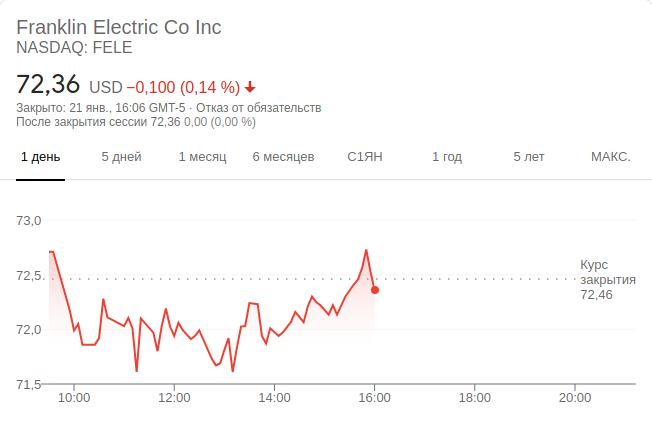 Franklin Electric Co Inc
NASDAQ: FELE
72,36 USD −0,100 (0,14 %)
Закрыто: 21 янв., 16:06 GMT-5 · Отказ от обязательств
После закрытия сессии 72,36 0,00 (0,00 %)
1 день 5 дней 1 месяц 6 месяцев С1ЯН 1 год 5 лет МАКС.
73,0
72,5
72,0
71,5
Курс
закрытия
72,46
10:00 12:00 14:00 16:00 18:00 20:00